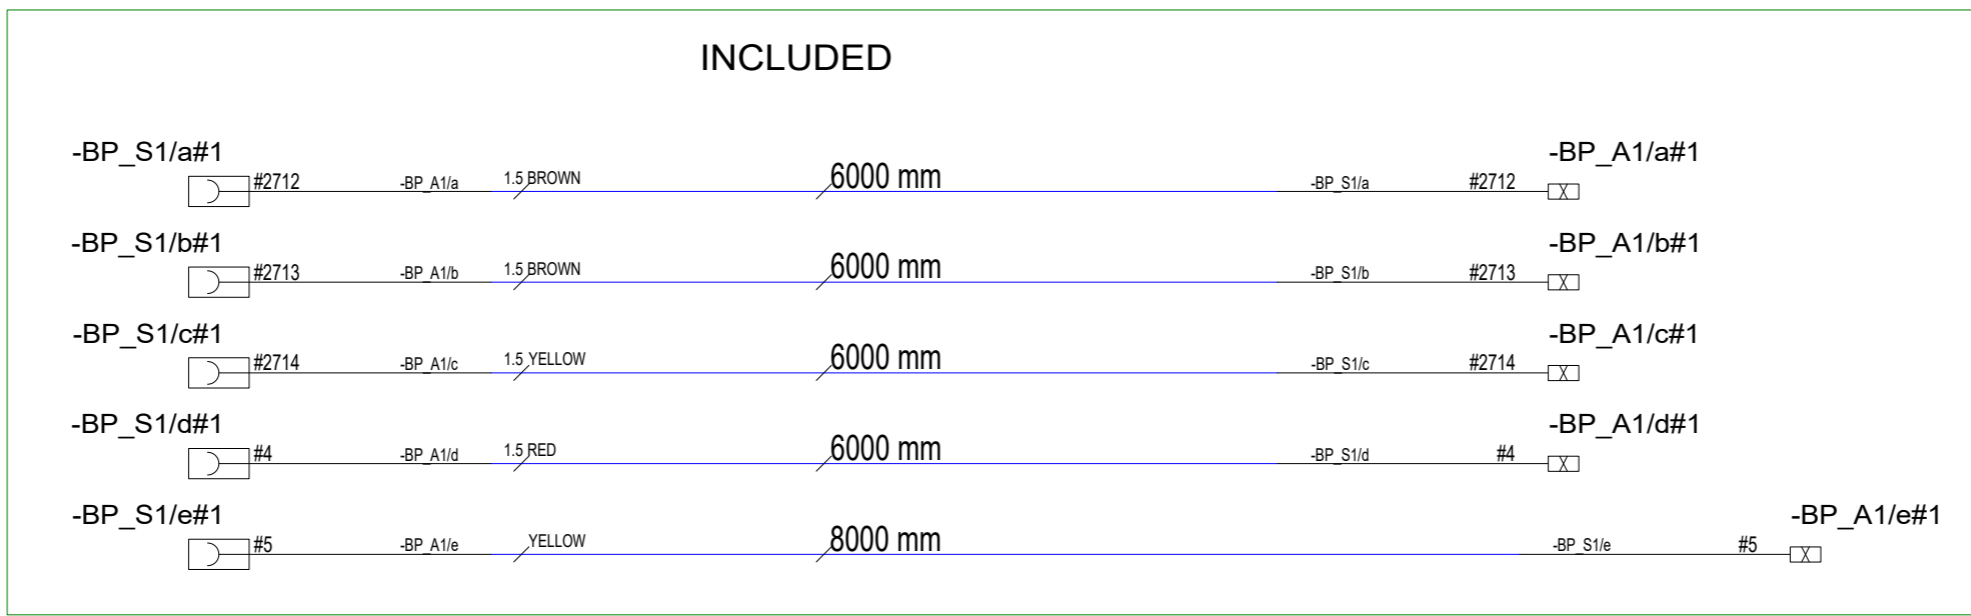 INCLUDED
-BP_S1/a#1 -BP_A1/a#1
#2712 -BP_A1/a 1.5 BROWN 6000 mm -BP_S1/a #2712
-BP_S1/b#1 -BP_A1/b#1
#2713 -BP_A1/b 1.5 BROWN 6000 mm -BP_S1/b #2713
-BP_S1/c#1 -BP_A1/c#1
#2714 -BP_A1/c 1.5 YELLOW 6000 mm -BP_S1/c #2714
-BP_S1/d#1 -BP_A1/d#1
#4 -BP_A1/d 1.5 RED 6000 mm -BP_S1/d #4
-BP_S1/e#1 -BP_A1/e#1
#5 -BP_A1/e YELLOW 8000 mm -BP_S1/e #5